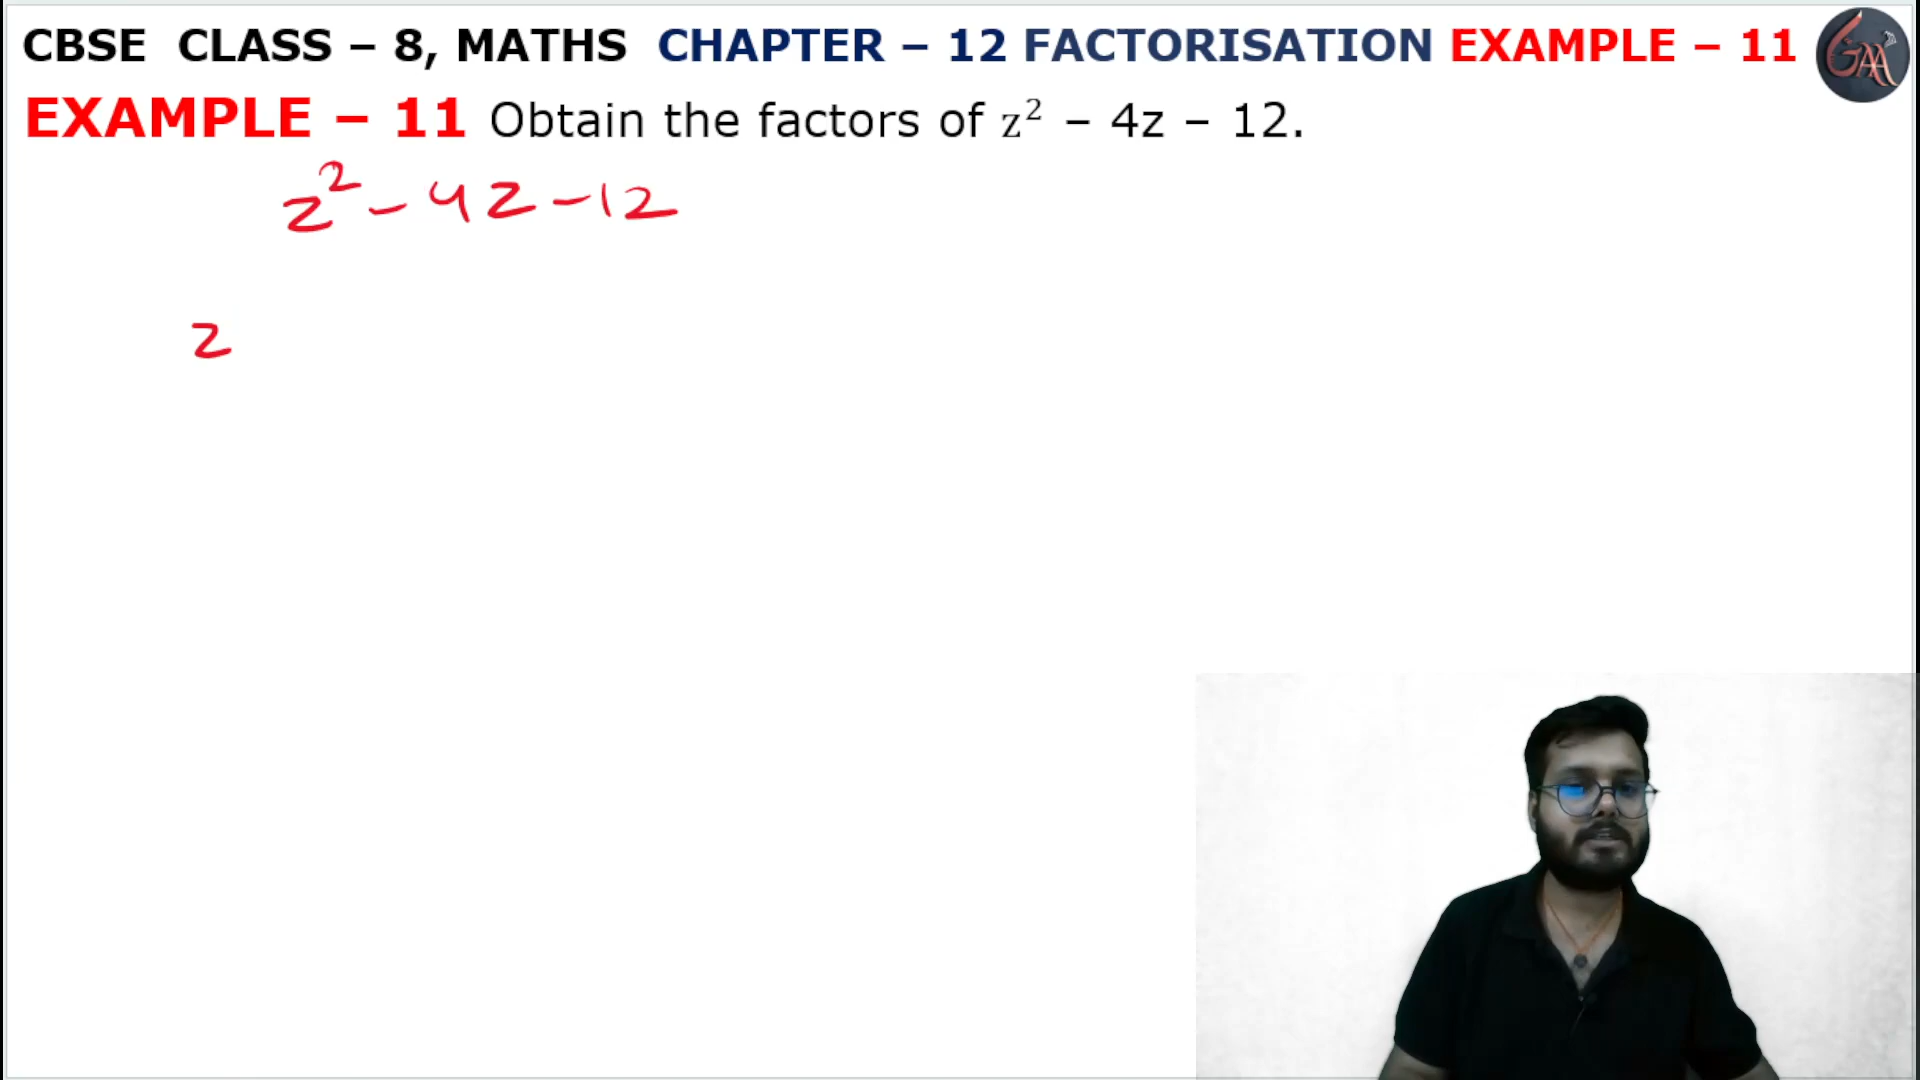 CBSE CLASS – 8, MATHS CHAPTER – 12 FACTORISATION EXAMPLE – 11
EXAMPLE – 11 Obtain the factors of z² – 4z – 12.
z² – 4z – 12
z